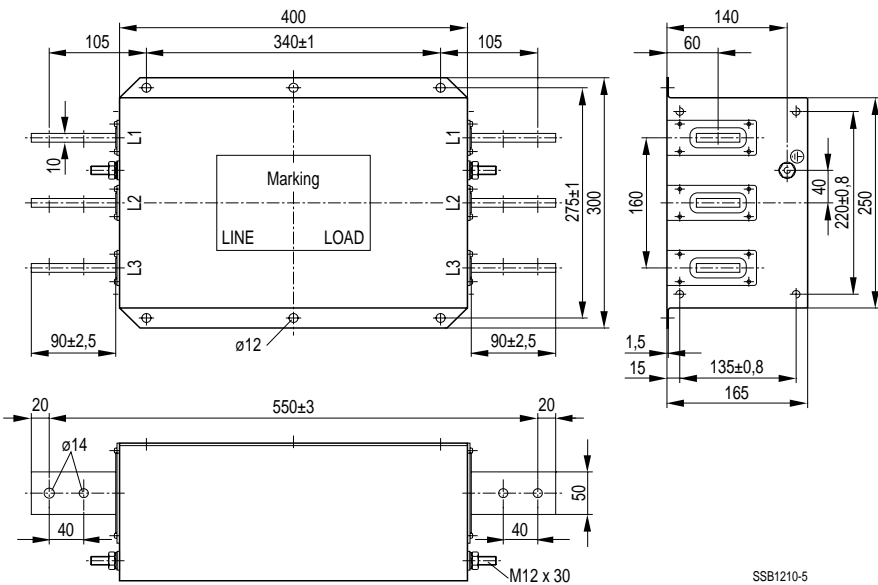 400
105
340±1
105
L1
L1
10
Marking
L2
L2
LINE
LOAD
L3
L3
275±1
300
90±2,5
ø12
90±2,5
140
60
160
40
220±0,8
250
1,5
15
135±0,8
165
20
550±3
20
ø14
50
40
40
M12 x 30
SSB1210-5